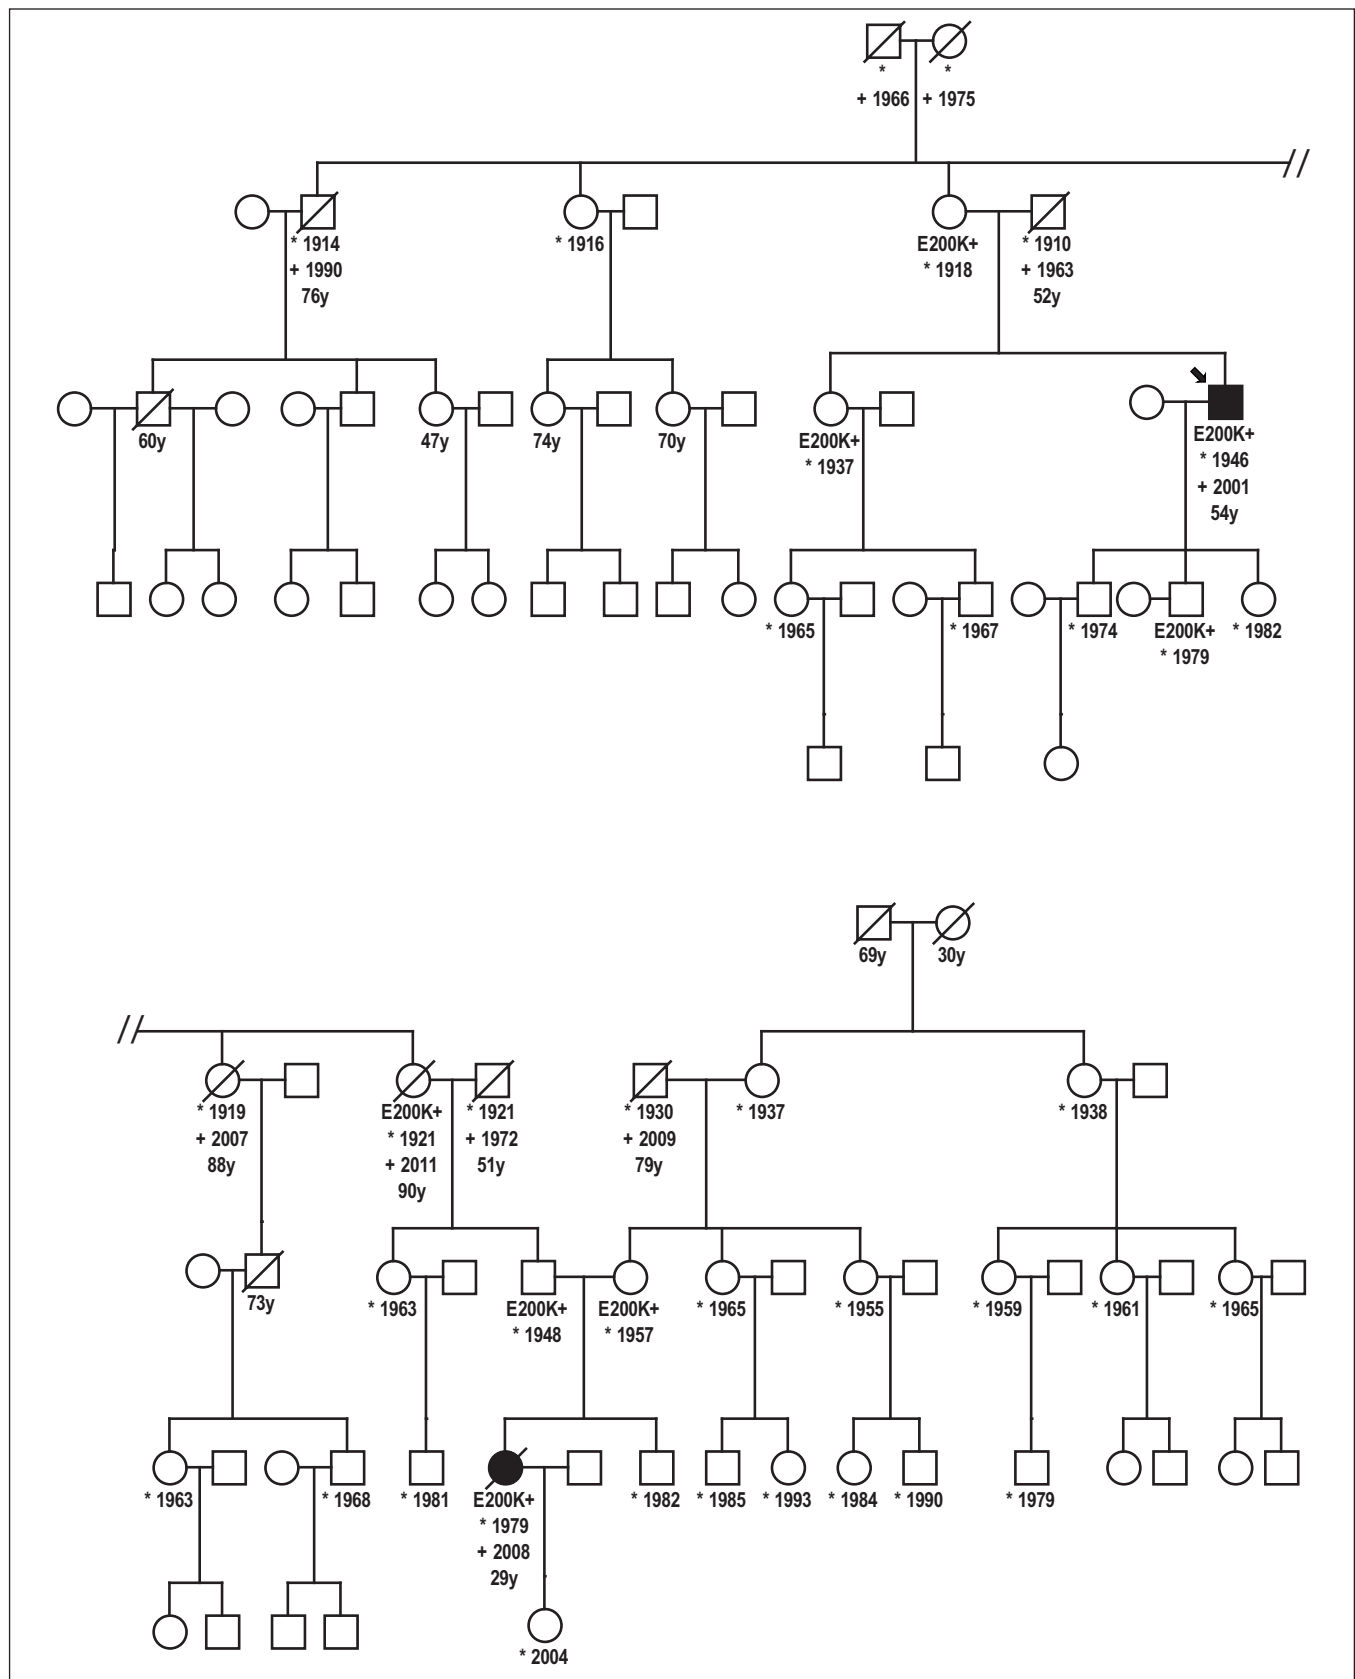 * *
+ 1966 + 1975
* 1914 * 1916 E200K+ * 1910
+ 1990 * 1918 + 1963
76y 52y
60y 47y 74y 70y E200K+ E200K+
* 1937 * 1946
+ 2001
54y
* 1965 * 1967 * 1974 E200K+ * 1982
* 1979
69y 30y
* 1919 E200K+ * 1921 * 1930 * 1937 * 1938
+ 2007 * 1921 + 1972 + 2009
88y + 2011 51y 79y
90y
73y * 1963 E200K+ E200K+ * 1965 * 1955 * 1959 * 1961 * 1965
* 1948 * 1957
* 1963 * 1968 * 1981 E200K+ * 1982 * 1985 * 1993 * 1984 * 1990 * 1979
* 1979
+ 2008
29y
* 2004